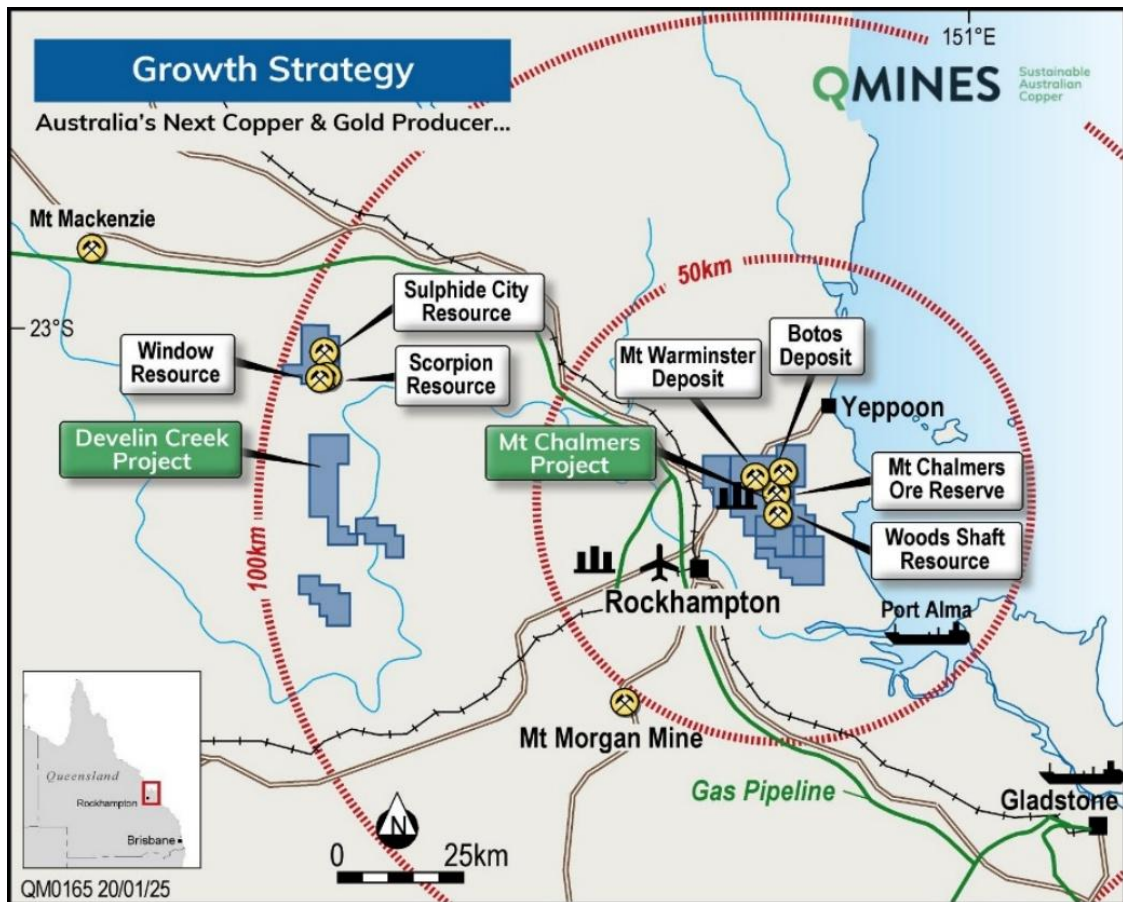 Growth Strategy
Australia's Next Copper & Gold Producer...
151°E
QMINES
Sustainable
Australian
Copper
Mt Mackenzie
50km
Sulphide City
Resource
23°S
Window
Resource
Scorpion
Resource
Mt Warminster
Deposit
Botos
Deposit
Yeppoon
Develin Creek
Project
Mt Chalmers
Project
Mt Chalmers
Ore Reserve
Woods Shaft
Resource
100km
Rockhampton
Port Alma
Mt Morgan Mine
Gas Pipeline
Gladstone
Queensland
Rockhampton
Brisbane
N
0 25km
QM0165 20/01/25